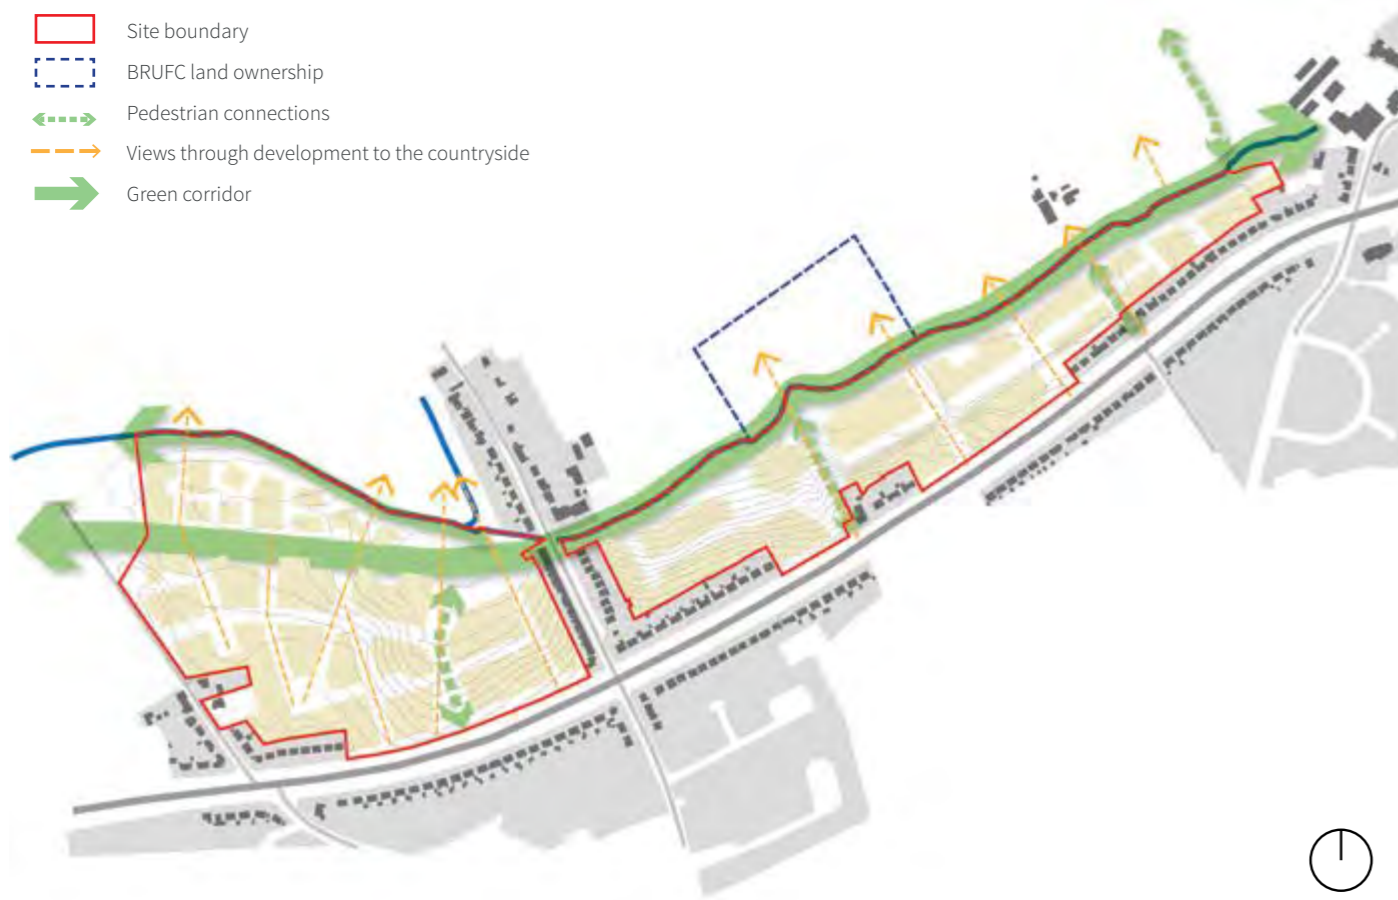 Site boundary
BRUFC land ownership
Pedestrian connections
Views through development to the countryside
Green corridor